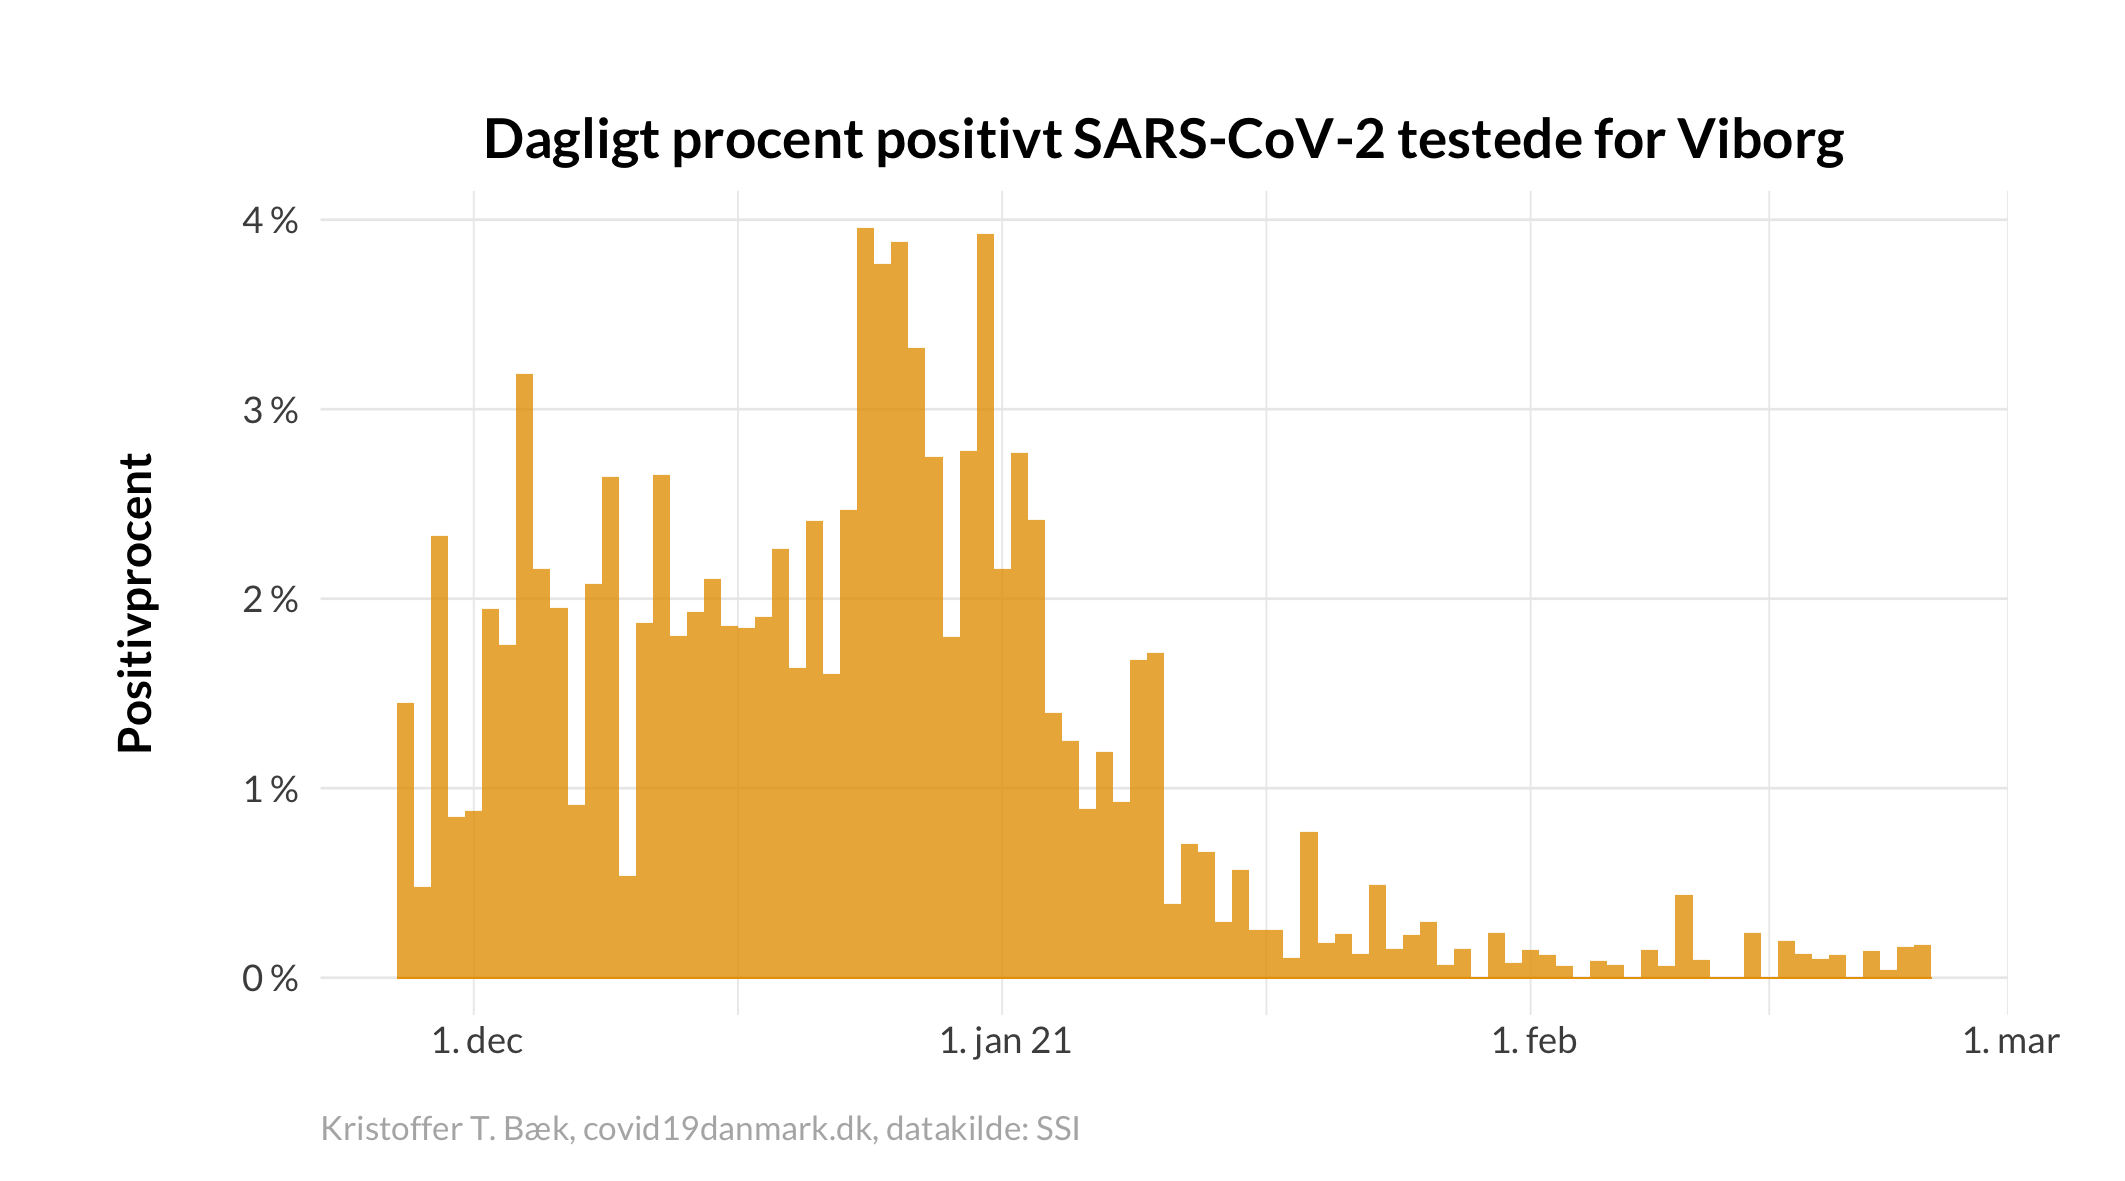 Dagligt procent positivt SARS-CoV-2 testede for Viborg
Positivprocent
4 %
3 %
2 %
1 %
0 %
1. dec
1. jan 21
1. feb
1. mar
Kristoffer T. Bæk, covid19danmark.dk, datakilde: SSI